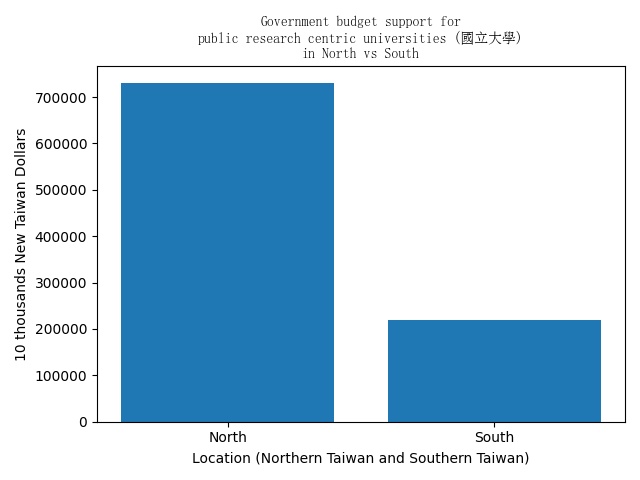 Government budget support for
public research centric universities (國立大學)
in North vs South
10 thousands New Taiwan Dollars
700000
600000
500000
400000
300000
200000
100000
0
North
South
Location (Northern Taiwan and Southern Taiwan)